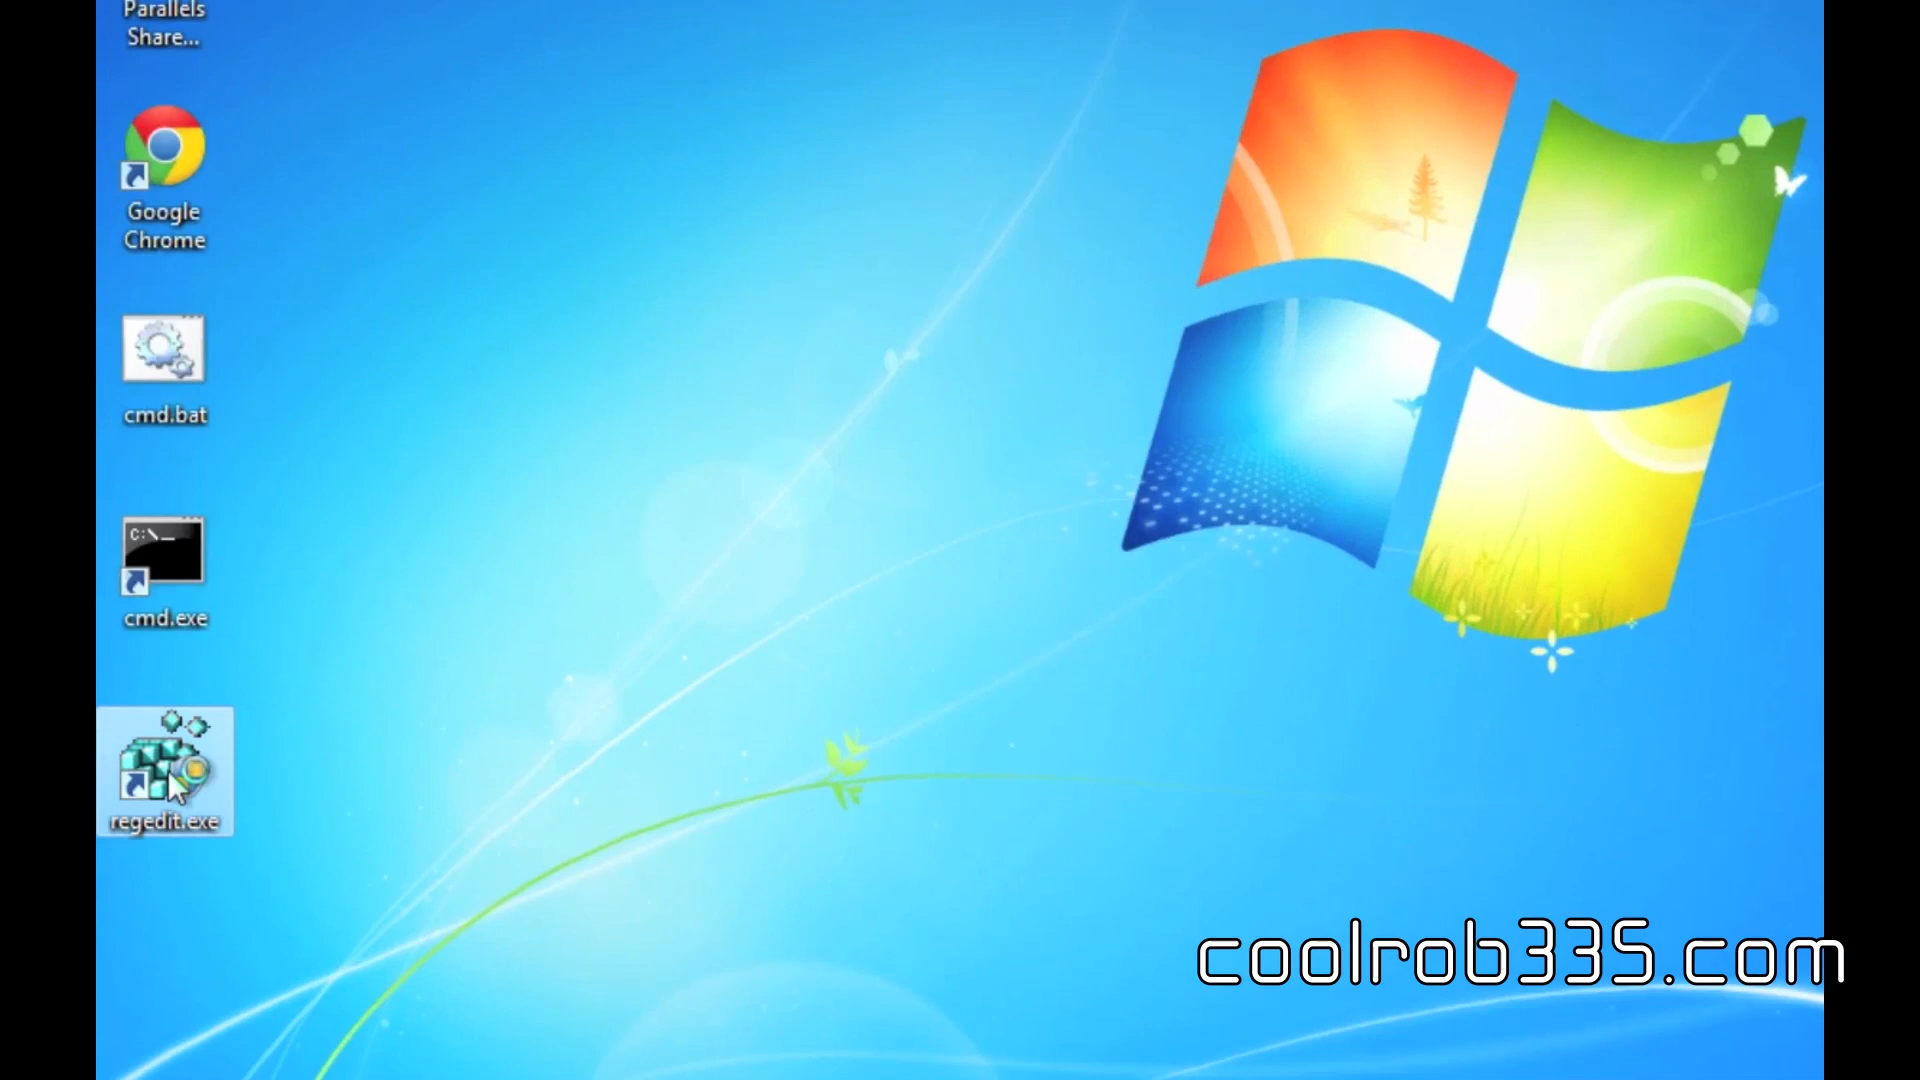 Parallels
Share...
Google
Chrome
cmd.bat
C:\_
cmd.exe
regedit.exe
coolrob335.com